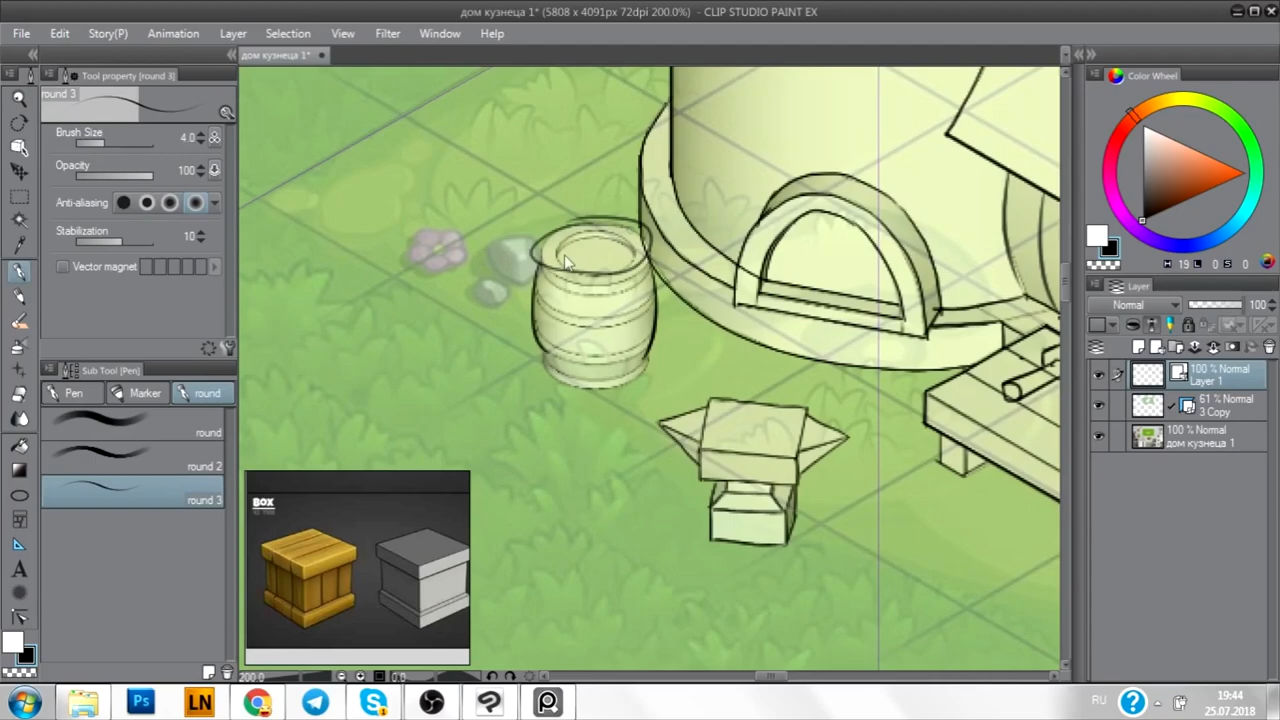 дом кузнеца 1* (5808 x 4091px 72dpi 200.0%)  - CLIP STUDIO PAINT EX
File Edit Story(P) Animation Layer Selection View Filter Window Help
дом кузнеца 1*
Tool property [round 3]
round 3
Brush Size 4.0
Opacity 100
Anti-aliasing
Stabilization 10
Vector magnet
Sub Tool [Pen]
Pen Marker round
round
round 2
round 3
BOX
200.0 0.0
Color Wheel
H 19 L 0 S 0
Layer
Normal 100
100 % Normal
Layer 1
61 % Normal
3 Copy
100 % Normal
дом кузнеца 1
A
Ps LN
RU
19:44
25.07.2018